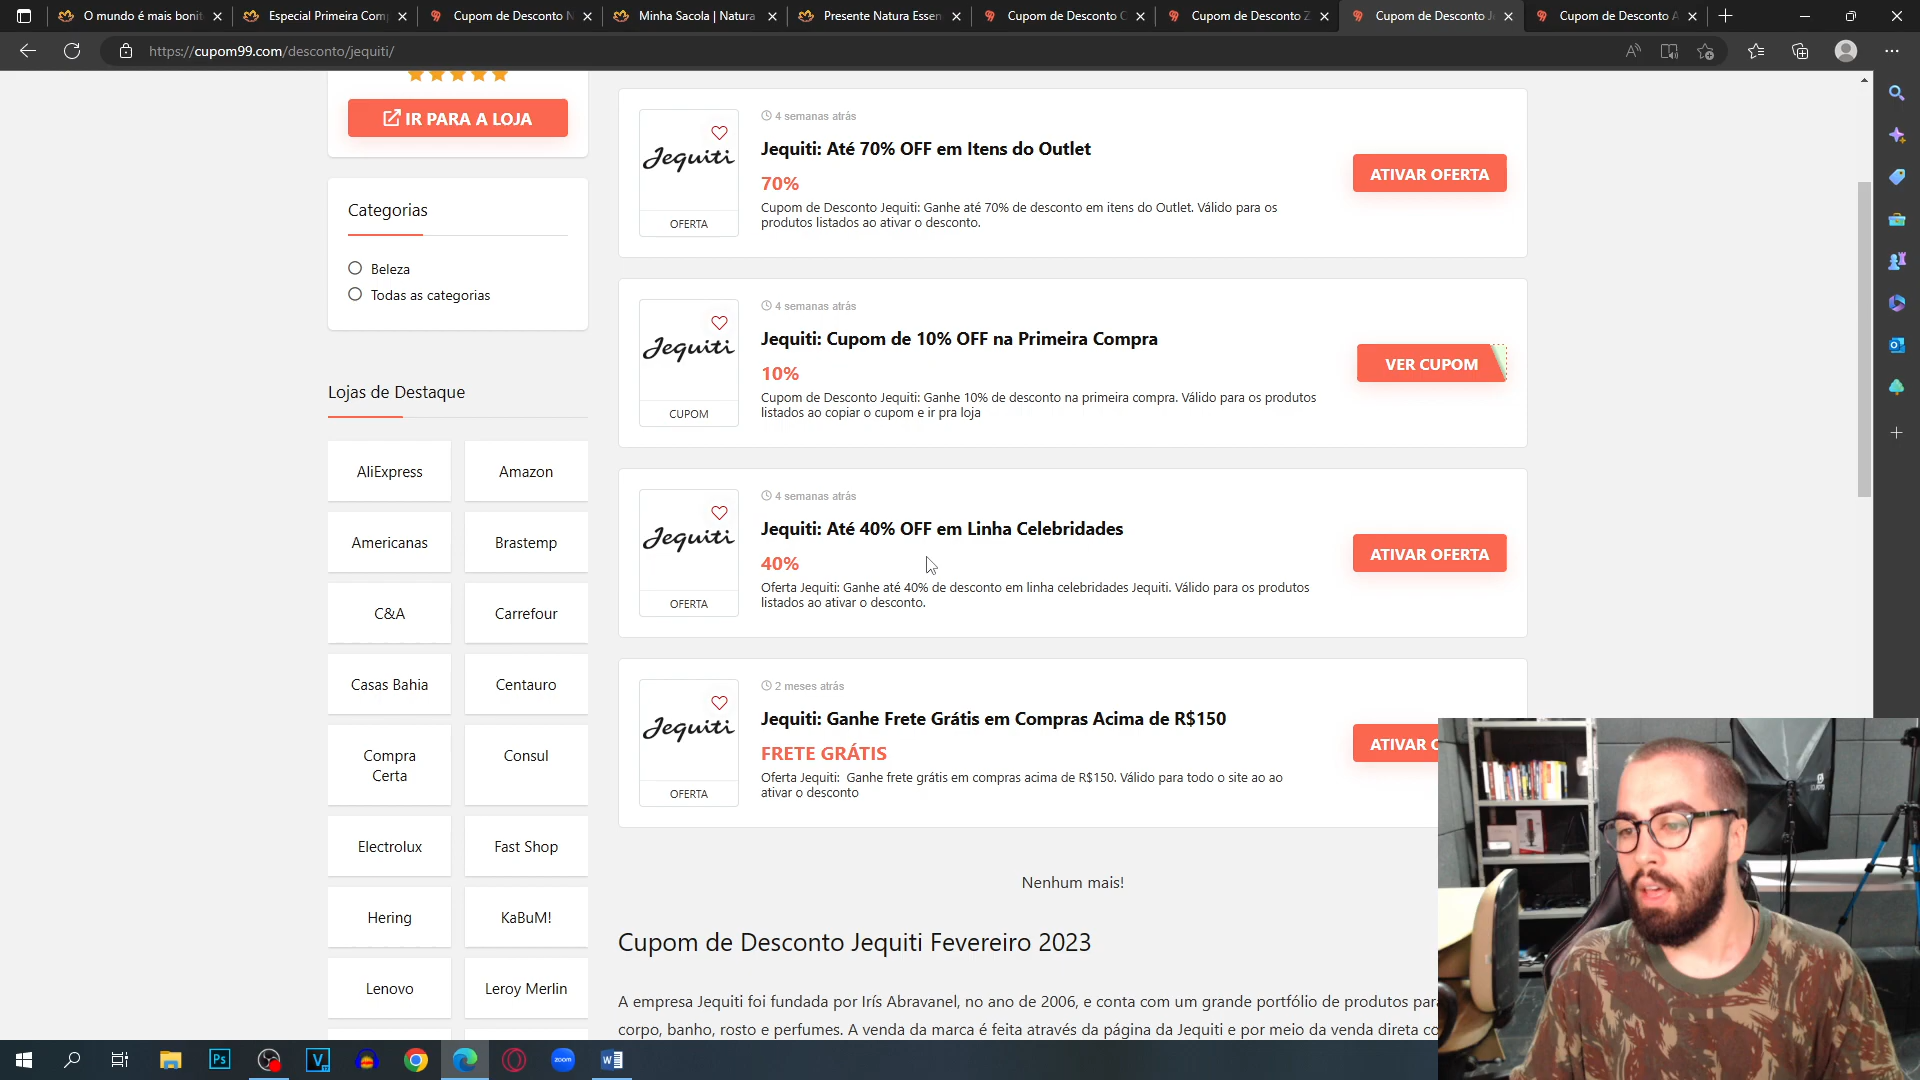 O mundo é mais bonit
Especial Primeira Com
Cupom de Desconto N
Minha Sacola | Natura
Presente Natura Essen
Cupom de Desconto
Cupom de Desconto Z
Cupom de Desconto J
Cupom de Desconto A
https://cupom99.com/desconto/jequiti/
IR PARA A LOJA
Categorias
Beleza
Todas as categorias
Lojas de Destaque
AliExpress
Amazon
Americanas
Brastemp
C&A
Carrefour
Casas Bahia
Centauro
Compra
Certa
Consul
Electrolux
Fast Shop
Hering
KaBuM!
Lenovo
Leroy Merlin
4 semanas atrás
Jequiti
OFERTA
Jequiti: Até 70% OFF em Itens do Outlet
70%
Cupom de Desconto Jequiti: Ganhe até 70% de desconto em itens do Outlet. Válido para os
produtos listados ao ativar o desconto.
ATIVAR OFERTA
4 semanas atrás
Jequiti
CUPOM
Jequiti: Cupom de 10% OFF na Primeira Compra
10%
Cupom de Desconto Jequiti: Ganhe 10% de desconto na primeira compra. Válido para os produtos
listados ao copiar o cupom e ir pra loja
VER CUPOM
4 semanas atrás
Jequiti
OFERTA
Jequiti: Até 40% OFF em Linha Celebridades
40%
Oferta Jequiti: Ganhe até 40% de desconto em linha celebridades Jequiti. Válido para os produtos
listados ao ativar o desconto.
ATIVAR OFERTA
2 meses atrás
Jequiti
OFERTA
Jequiti: Ganhe Frete Grátis em Compras Acima de R$150
FRETE GRÁTIS
Oferta Jequiti: Ganhe frete grátis em compras acima de R$150. Válido para todo o site ao ao
ativar o desconto
ATIVAR
Nenhum mais!
Cupom de Desconto Jequiti Fevereiro 2023
A empresa Jequiti foi fundada por Irís Abravanel, no ano de 2006, e conta com um grande portfólio de produtos par
corpo, banho, rosto e perfumes. A venda da marca é feita através da página da Jequiti e por meio da venda direta co
Ps
V
zoom
W